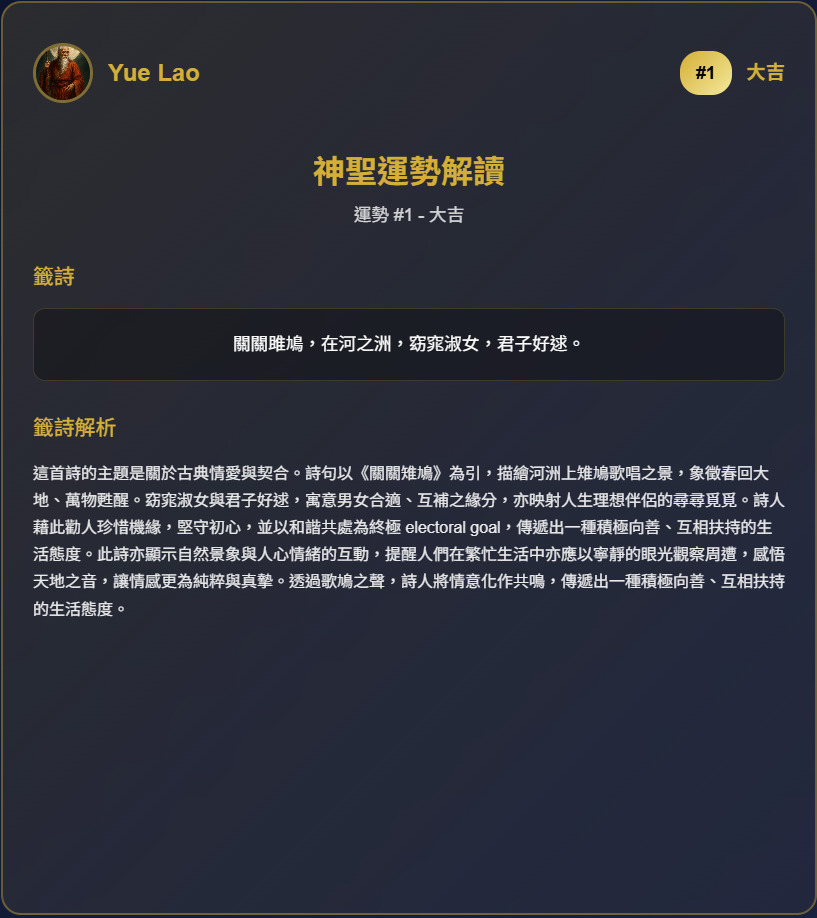 Yue Lao
#1 大吉
神聖運勢解讀
運勢 #1 - 大吉
籤詩
關關雎鳩，在河之洲，窈窕淑女，君子好逑。
籤詩解析
這首詩的主題是關於古典情愛與契合。詩句以《關關雉鳩》為引，描繪河洲上雉鳩歌唱之景，象徵春回大
地、萬物甦醒。窈窕淑女與君子好逑，寓意男女合適、互補之緣分，亦映射人生理想伴侶的尋尋覓覓。詩人
藉此勸人珍惜機緣，堅守初心，並以和諧共處為終極 electoral goal，傳遞出一種積極向善、互相扶持的生
活態度。此詩亦顯示自然景象與人心情緒的互動，提醒人們在繁忙生活中亦應以寧靜的眼光觀察周遭，感悟
天地之音，讓情感更為純粹與真摯。透過歌鳩之聲，詩人將情意化作共鳴，傳遞出一種積極向善、互相扶持
的生活態度。